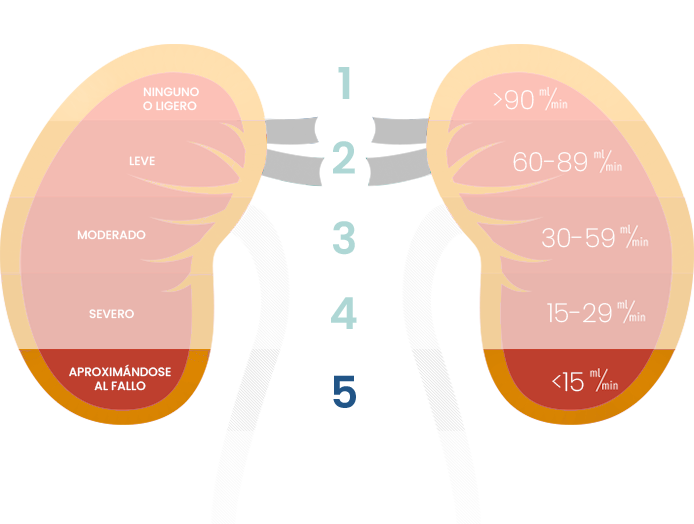 NINGUNO
O LIGERO
1
>90 ml/min
LEVE
2
60-89 ml/min
MODERADO
3
30-59 ml/min
SEVERO
4
15-29 ml/min
APROXIMÁNDOSE
AL FALLO
5
<15 ml/min